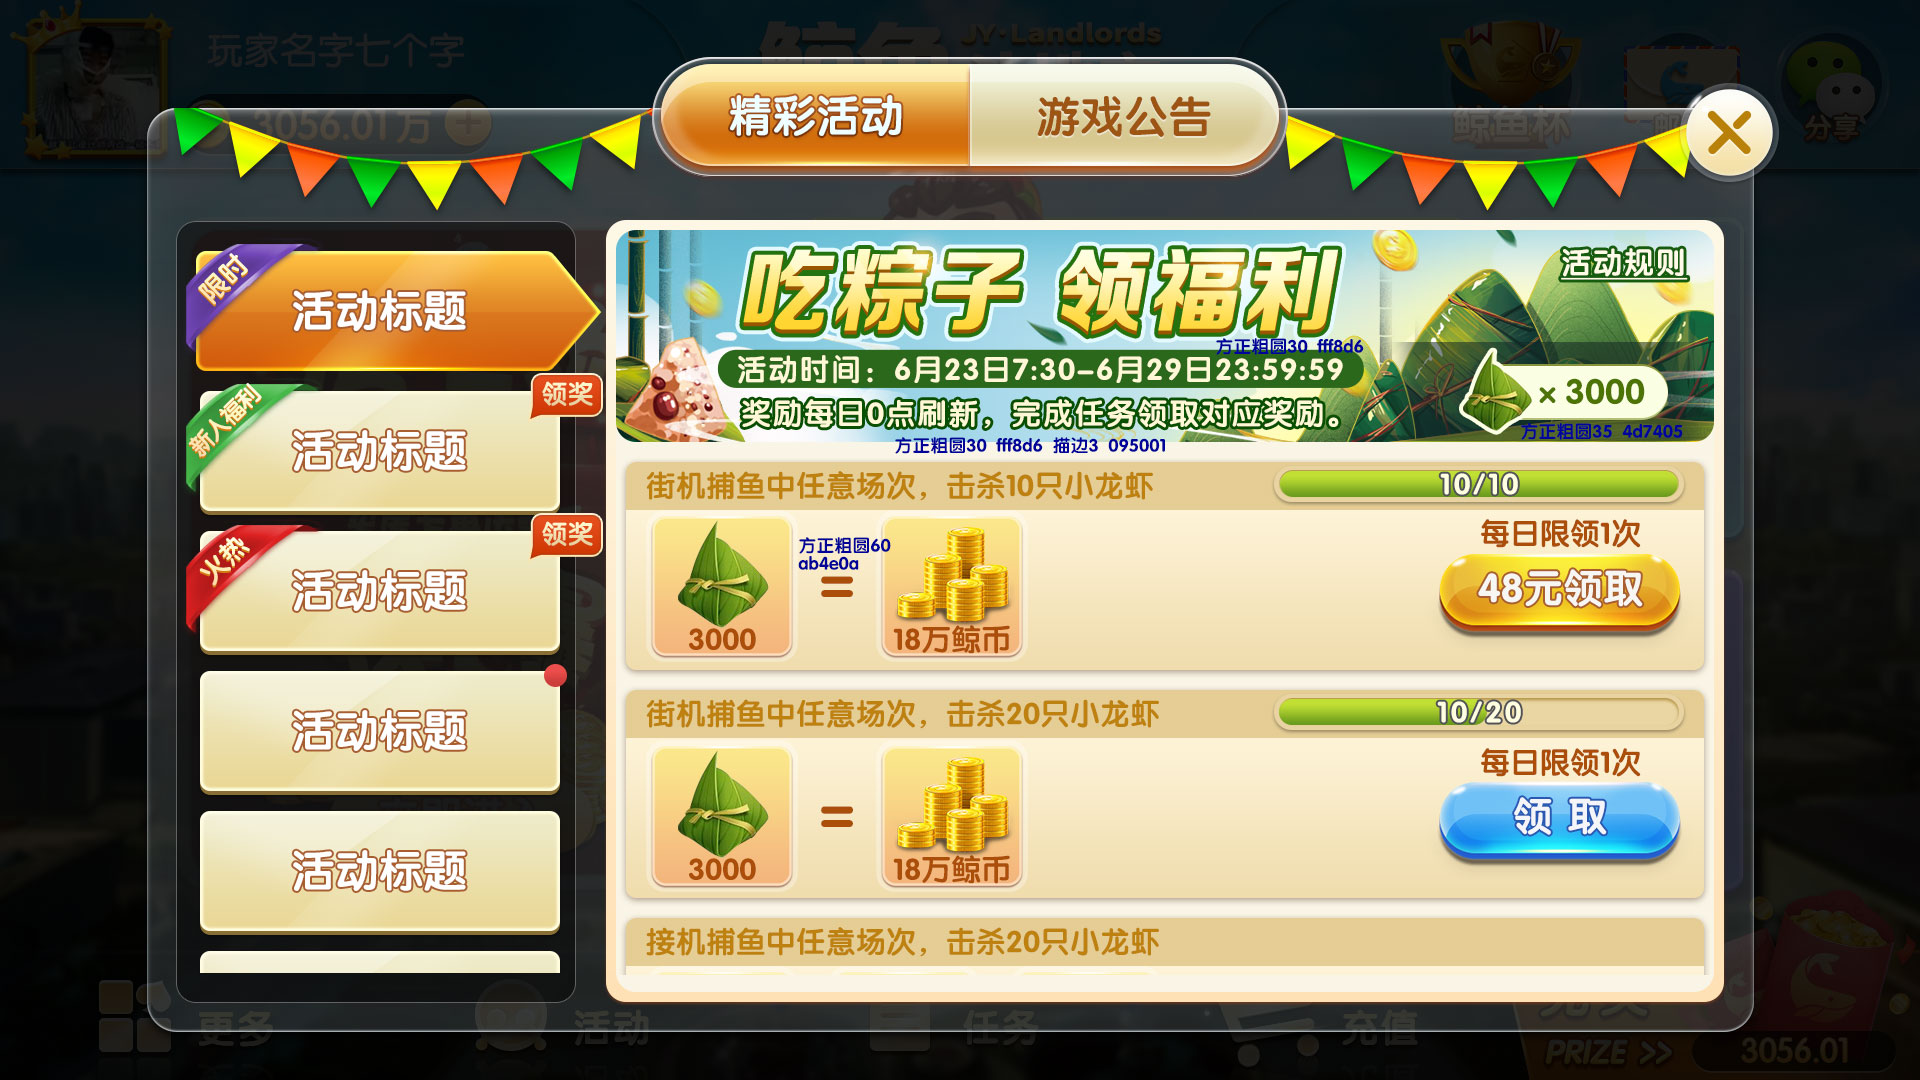 JY·Landlords
玩家名字七个字
3056.01万
鲸鱼杯
分享
精彩活动
游戏公告
限时
活动标题
新人福利
领奖
活动标题
火热
领奖
活动标题
活动标题
活动标题
吃粽子 领福利
活动规则
方正粗圆30 fff8d6
活动时间：6月23日7:30-6月29日23:59:59
× 3000
奖励每日0点刷新，完成任务领取对应奖励。
方正粗圆35 4d7405
方正粗圆30 fff8d6 描边3 095001
街机捕鱼中任意场次，击杀10只小龙虾
10/10
每日限领1次
方正粗圆60
ab4e0a
=
48元领取
3000
18万鲸币
街机捕鱼中任意场次，击杀20只小龙虾
10/20
每日限领1次
=
领 取
3000
18万鲸币
接机捕鱼中任意场次，击杀20只小龙虾
更多
活动
任务
充值
PRIZE >>
3056.01